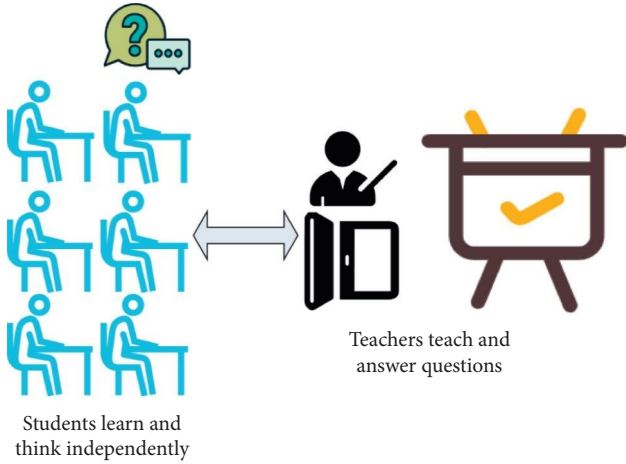 Teachers teach and
answer questions
Students learn and
think independently